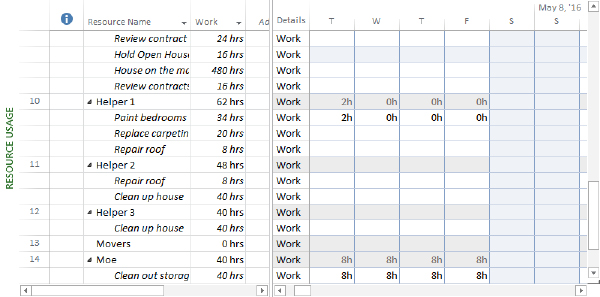 May 8, '16
Resource Name Work Ad Details T W T F S S
Review contract 24 hrs Work
Hold Open Hous 16 hrs Work
House on the ma 480 hrs Work
Review contracts 16 hrs Work
10 Helper 1 62 hrs Work 2h 0h 0h 0h
Paint bedrooms 34 hrs Work 2h 0h 0h 0h
Replace carpetin 20 hrs Work
Repair roof 8 hrs Work
11 Helper 2 48 hrs Work
Repair roof 8 hrs Work
Clean up house 40 hrs Work
12 Helper 3 40 hrs Work
Clean up house 40 hrs Work
13 Movers 0 hrs Work
14 Moe 40 hrs Work 8h 8h 8h 8h
Clean out storag 40 hrs Work 8h 8h 8h 8h
RESOURCE USAGE